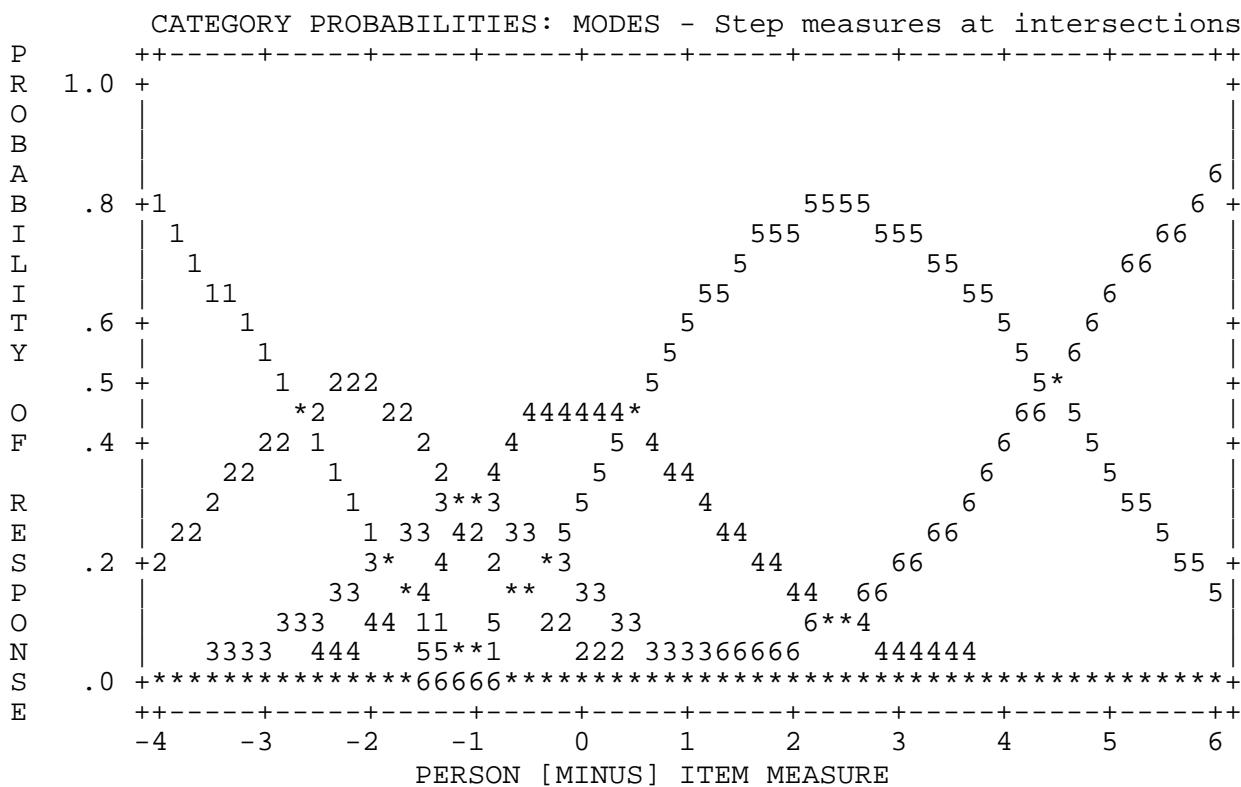 CATEGORY PROBABILITIES: MODES - Step measures at intersections
P      ++-----+-----+-----+-----+-----+-----+-----+-----+-----+-----++
R  1.0 +                                                             +
O      |                                                             |
B      |                                                             |
A      |                                                            6|
B   .8 +1                                    5555                  6 +
I      | 1                                555    555             66  |
L      |  1                              5          55         66    |
I      |   11                          55             55      6      |
T   .6 +     1                        5                 5    6       +
Y      |      1                      5                   5  6        |
O   .5 +       1  222               5                     5*         +
F      |        *2   22      444444*                     66 5        |
    .4 +      22 1     2    4     5 4                   6    5       +
R      |    22    1     2  4     5   44                6      5      |
E      |   2       1    3**3    5      4              6        55    |
S      | 22         1 33 42 33 5        44          66           5   |
P   .2 +2           3*  4  2  *3          44      66              55 +
O      |          33  *4    **  33          44  66                  5|
N      |       333  44 11  5  22  33         6**4                    |
S      |   3333  444   55**1    222 333366666    444444              |
E   .0 +***************66666*****************************************+
       ++-----+-----+-----+-----+-----+-----+-----+-----+-----+-----++
       -4    -3    -2    -1     0     1     2     3     4     5     6
                       PERSON [MINUS] ITEM MEASURE